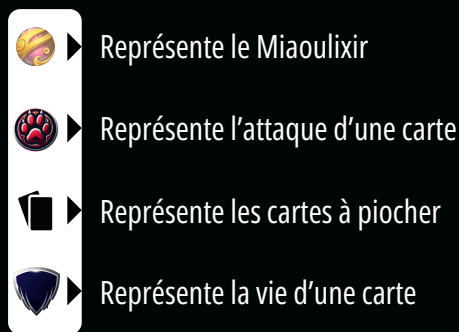 Représente le Miaoulixir
Représente l’attaque d’une carte
Représente les cartes à piocher
Représente la vie d’une carte